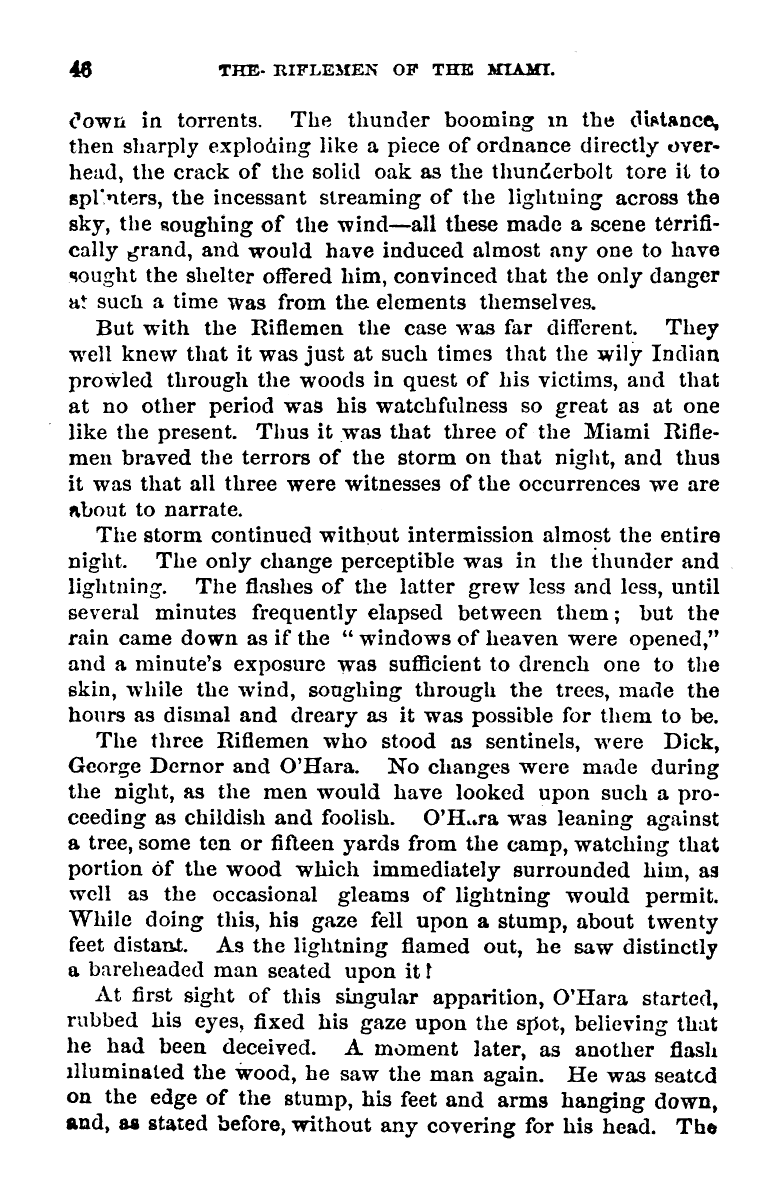 46 THE RIFLEMEN OF THE MIAMI.
down in torrents. The thunder booming in the distance,
then sharply exploding like a piece of ordnance directly over-
head, the crack of the solid oak as the thunderbolt tore it to
splinters, the incessant streaming of the lightning across the
sky, the soughing of the wind—all these made a scene terrifi-
cally grand, and would have induced almost any one to have
sought the shelter offered him, convinced that the only danger
at such a time was from the elements themselves.
But with the Riflemen the case was far different. They
well knew that it was just at such times that the wily Indian
prowled through the woods in quest of his victims, and that
at no other period was his watchfulness so great as at one
like the present. Thus it was that three of the Miami Rifle-
men braved the terrors of the storm on that night, and thus
it was that all three were witnesses of the occurrences we are
about to narrate.
The storm continued without intermission almost the entire
night. The only change perceptible was in the thunder and
lightning. The flashes of the latter grew less and less, until
several minutes frequently elapsed between them; but the
rain came down as if the “windows of heaven were opened,”
and a minute’s exposure was sufficient to drench one to the
skin, while the wind, soughing through the trees, made the
hours as dismal and dreary as it was possible for them to be.
The three Riflemen who stood as sentinels, were Dick,
George Dernor and O’Hara. No changes were made during
the night, as the men would have looked upon such a pro-
ceeding as childish and foolish. O’Hara was leaning against
a tree, some ten or fifteen yards from the camp, watching that
portion of the wood which immediately surrounded him, as
well as the occasional gleams of lightning would permit.
While doing this, his gaze fell upon a stump, about twenty
feet distant. As the lightning flamed out, he saw distinctly
a bareheaded man seated upon it!
At first sight of this singular apparition, O’Hara started,
rubbed his eyes, fixed his gaze upon the spot, believing that
he had been deceived. A moment later, as another flash
illuminated the wood, he saw the man again. He was seated
on the edge of the stump, his feet and arms hanging down,
and, as stated before, without any covering for his head. The